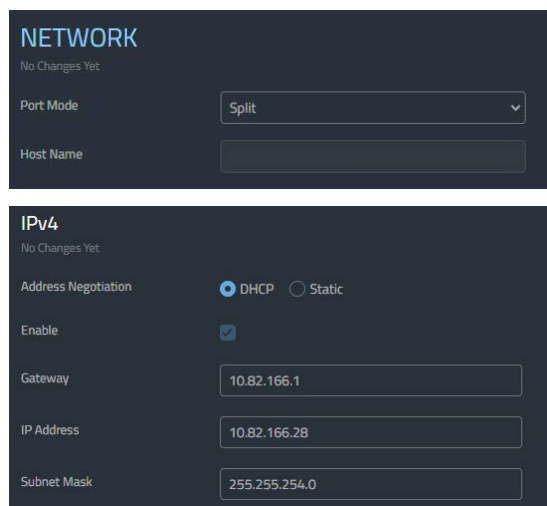 NETWORK
No Changes Yet
Port Mode
Split
Host Name
IPv4
No Changes Yet
Address Negotiation
DHCP
Static
Enable
Gateway
10.82.166.1
IP Address
10.82.166.28
Subnet Mask
255.255.254.0